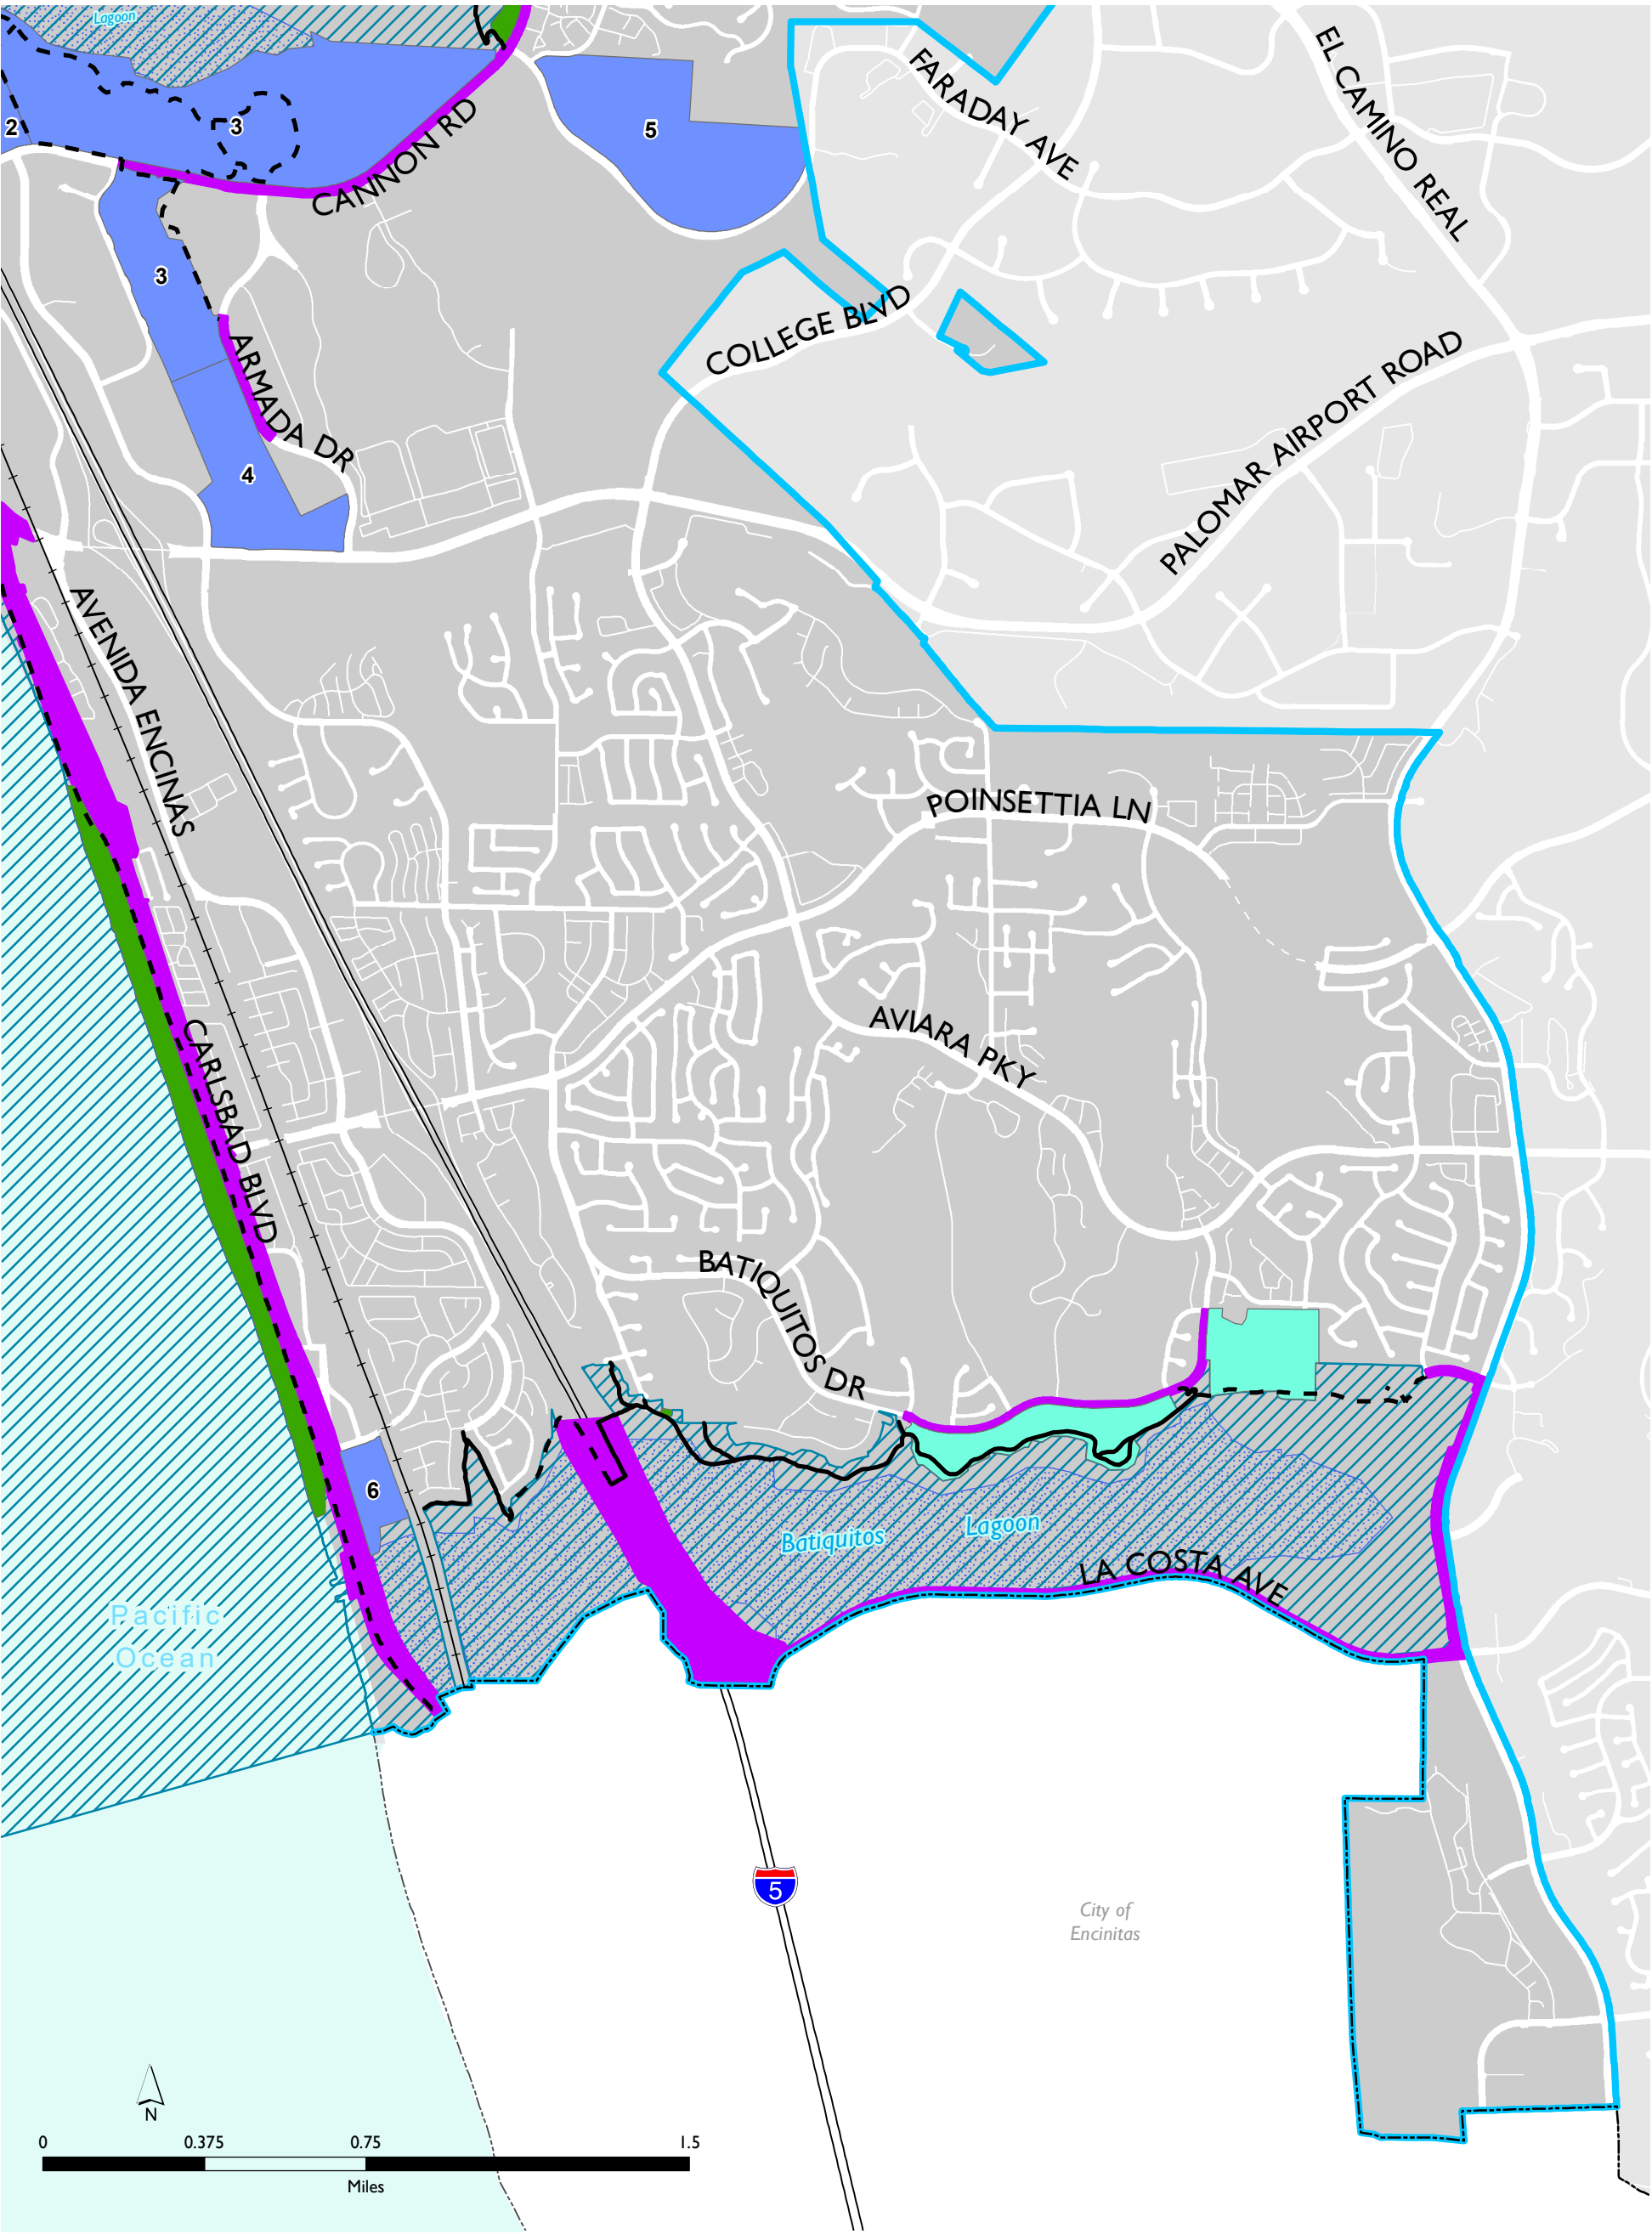 Lagoon
EL CAMINO REAL
FARADAY AVE
2
3
5
CANNON RD
3
COLLEGE BLVD
ARMADA DR
PALOMAR AIRPORT ROAD
4
AVENIDA ENCINAS
POINSETTIA LN
AVIARA PKY
CARLSBAD BLVD
BATIQUITOS DR
6
Batiquitos Lagoon
LA COSTA AVE
Pacific
Ocean
5
City of
Encinitas
N
0 0.375 0.75 1.5
Miles